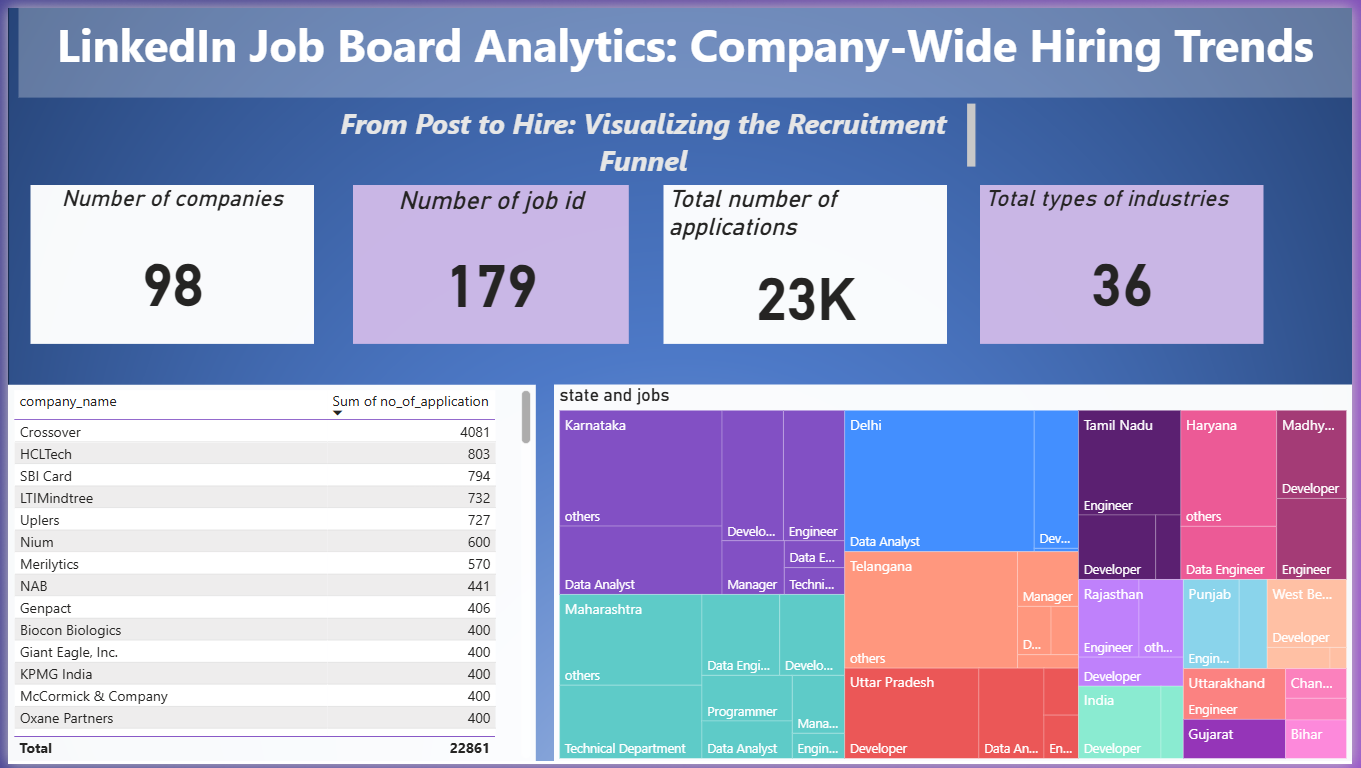 LinkedIn Job Board Analytics: Company-Wide Hiring Trends
From Post to Hire: Visualizing the Recruitment
Funnel
Number of companies
98
Number of job id
179
Total number of
applications
23K
Total types of industries
36
company_name Sum of no_of_application
Crossover 4081
HCLTech 803
SBI Card 794
LTIMindtree 732
Uplers 727
Nium 600
Merilytics 570
NAB 441
Genpact 406
Biocon Biologics 400
Giant Eagle, Inc. 400
KPMG India 400
McCormick & Company 400
Oxane Partners 400
Total 22861
state and jobs
Karnataka
others
Develo...
Engineer
Data Analyst
Manager
Data E...
Techni...
Maharashtra
others
Data Engi...
Develo...
Technical Department
Programmer
Data Analyst
Mana...
Engin...
Delhi
Data Analyst
Dev...
Telangana
others
Manager
D...
Uttar Pradesh
Developer
Data An...
En...
Tamil Nadu
Engineer
Developer
Haryana
others
Data Engineer
Madhy...
Developer
Engineer
Rajasthan
Engineer
oth...
Developer
Punjab
Engin...
West Be...
Developer
India
Developer
Uttarakhand
Engineer
Chan...
Gujarat
Bihar